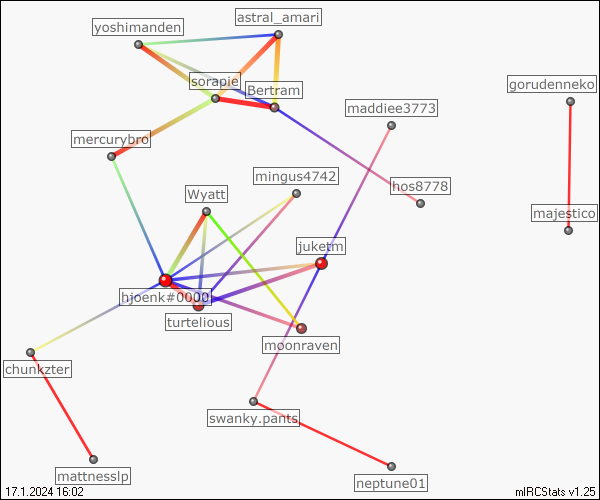 astral_amari
yoshimanden
sorapie
Bertram
gorudenneko
maddiee3773
mercurybro
mingus4742
hos8778
Wyatt
majestico
juketm
hjoenk#0000
turtelious
moonraven
chunkzter
swanky.pants
mattnesslp
neptune01
17.1.2024 16:02
mIRCStats v1.25